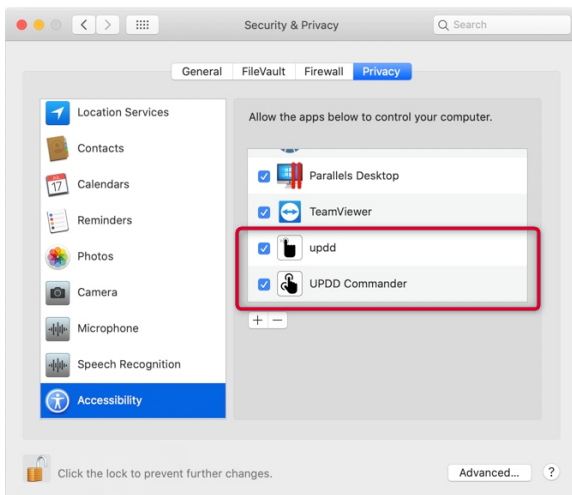 Security & Privacy
Search
General FileVault Firewall Privacy
Location Services
Contacts
17
Calendars
Reminders
Photos
Camera
Microphone
Speech Recognition
Accessibility
Allow the apps below to control your computer.
Parallels Desktop
TeamViewer
updd
UPDD Commander
+ −
Click the lock to prevent further changes.
Advanced...
?